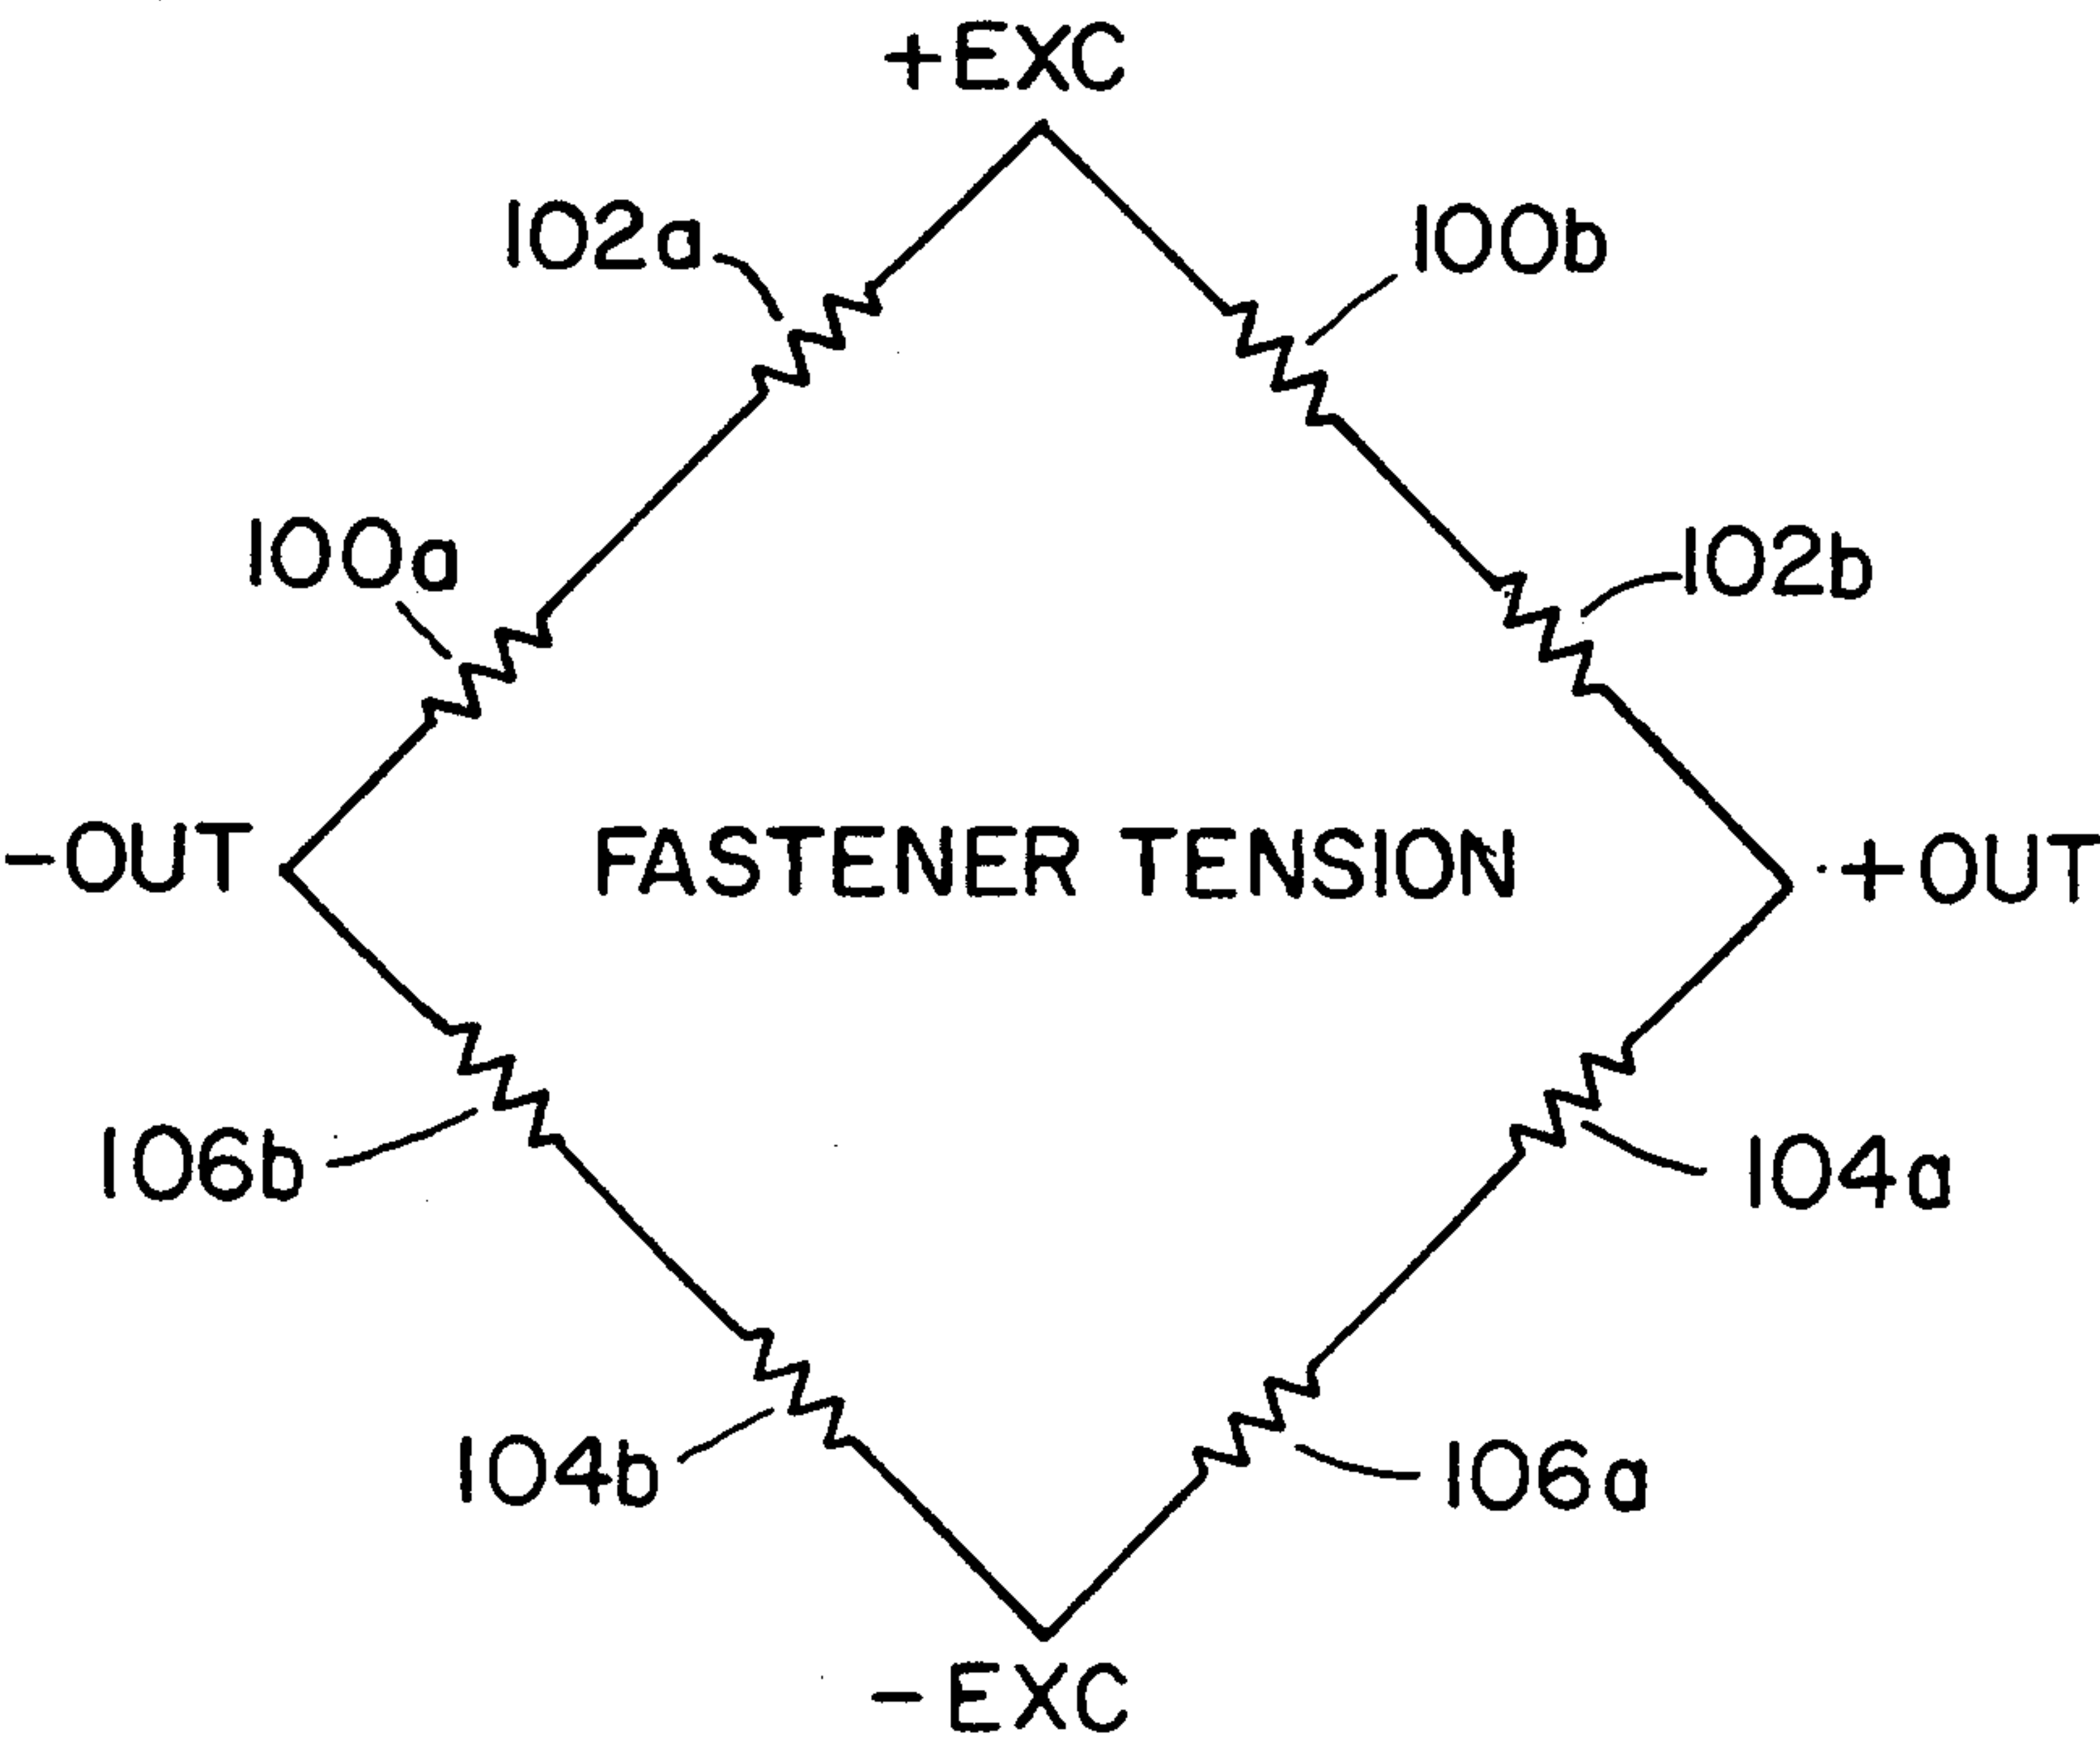 +EXC
102a
100b
100a
102b
-OUT
FASTENER TENSION
+OUT
106b
104a
104b
106a
-EXC